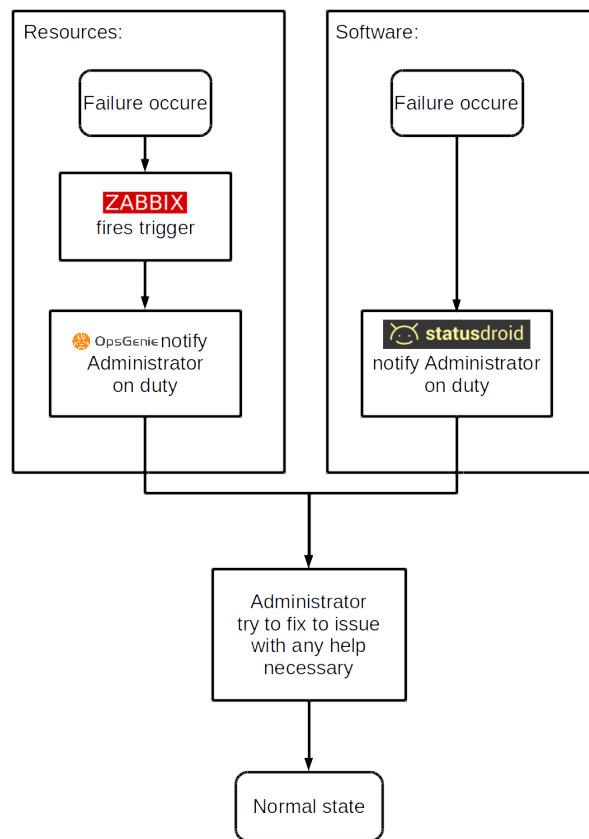 Resources:
Failure occure
ZABBIX
fires trigger
OpsGenie notify
Administrator
on duty
Software:
Failure occure
statusdroid
notify Administrator
on duty
Administrator
try to fix to issue
with any help
necessary
Normal state